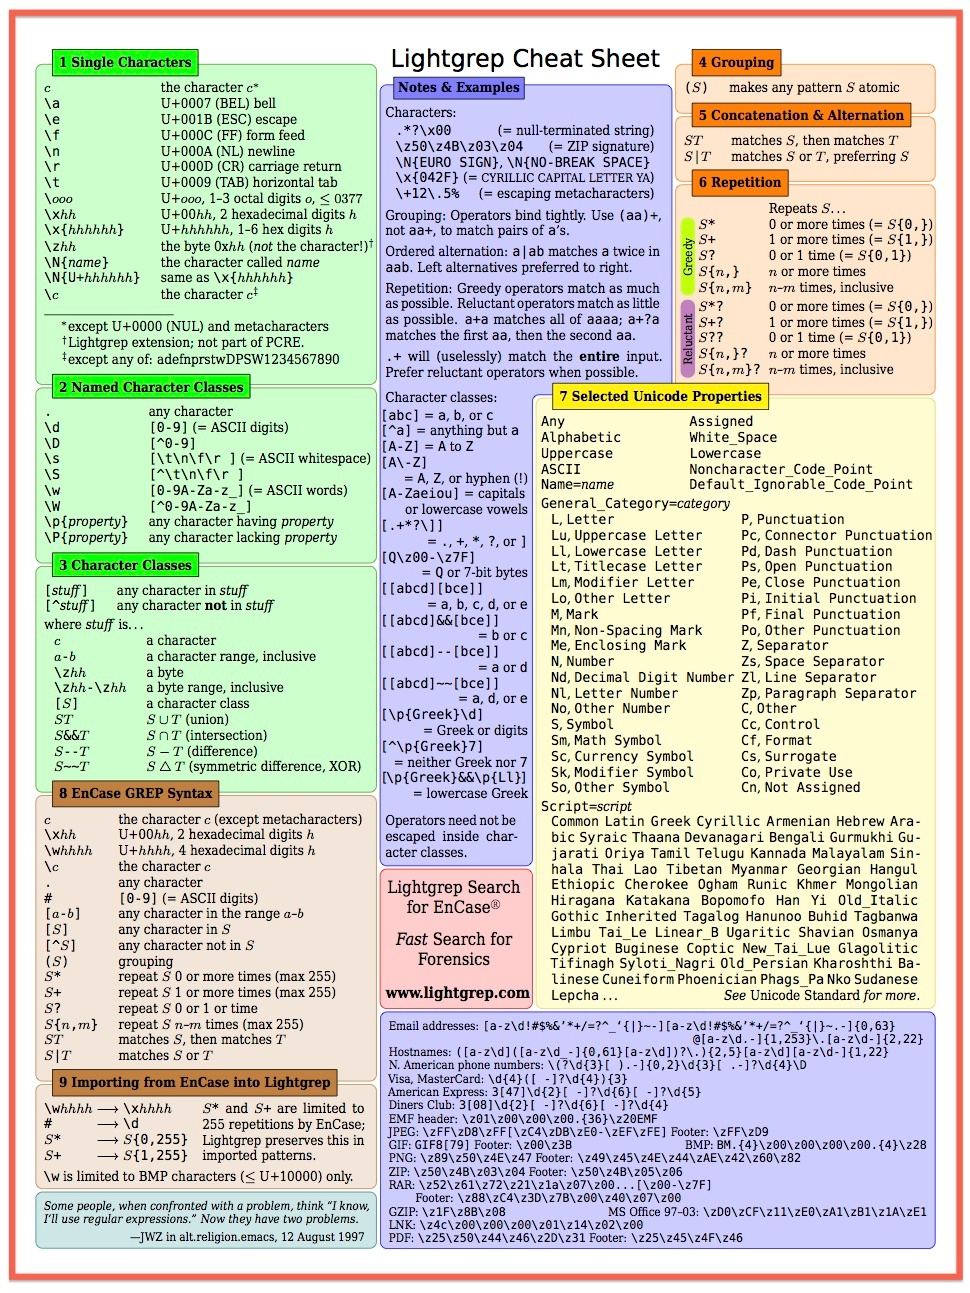 Lightgrep Cheat Sheet
1 Single Characters
c the character c*
\a U+0007 (BEL) bell
\e U+001B (ESC) escape
\f U+000C (FF) form feed
\n U+000A (NL) newline
\r U+000D (CR) carriage return
\t U+0009 (TAB) horizontal tab
\ooo U+ooo, 1–3 octal digits o, ≤ 0377
\xhh U+00hh, 2 hexadecimal digits h
\x{hhhhhh} U+hhhhhh, 1–6 hex digits h
\zhh the byte 0xhh (not the character!)†
\N{name} the character called name
\N{U+hhhhhh} same as \x{hhhhhh}
\c the character c‡
*except U+0000 (NUL) and metacharacters
†Lightgrep extension; not part of PCRE.
‡except any of: adefnprstwDPSW1234567890
2 Named Character Classes
. any character
\d [0-9] (= ASCII digits)
\D [^0-9]
\s [\t\n\f\r ] (= ASCII whitespace)
\S [^\t\n\f\r ]
\w [0-9A-Za-z_] (= ASCII words)
\W [^0-9A-Za-z_]
\p{property} any character having property
\P{property} any character lacking property
3 Character Classes
[stuff] any character in stuff
[^stuff] any character not in stuff
where stuff is...
c a character
a-b a character range, inclusive
\zhh a byte
\zhh-\zhh a byte range, inclusive
[S] a character class
ST S ∪ T (union)
S&&T S ∩ T (intersection)
S--T S − T (difference)
S~~T S △ T (symmetric difference, XOR)
8 EnCase GREP Syntax
c the character c (except metacharacters)
\xhh U+00hh, 2 hexadecimal digits h
\whhhh U+hhhh, 4 hexadecimal digits h
\c the character c
. any character
# [0-9] (= ASCII digits)
[a-b] any character in the range a–b
[S] any character in S
[^S] any character not in S
(S) grouping
S* repeat S 0 or more times (max 255)
S+ repeat S 1 or more times (max 255)
S? repeat S 0 or 1 time
S{n,m} repeat S n–m times (max 255)
ST matches S, then matches T
S|T matches S or T
9 Importing from EnCase into Lightgrep
\whhhh ⟶ \xhhhh
# ⟶ \d
S* ⟶ S{0,255}
S+ ⟶ S{1,255}
S* and S+ are limited to
255 repetitions by EnCase;
Lightgrep preserves this in
imported patterns.
\w is limited to BMP characters (≤ U+10000) only.
Some people, when confronted with a problem, think “I know,
I'll use regular expressions.” Now they have two problems.
—JWZ in alt.religion.emacs, 12 August 1997
Notes & Examples
Characters:
.*?\x00 (= null-terminated string)
\z50\z4B\z03\z04 (= ZIP signature)
\N{EURO SIGN}, \N{NO-BREAK SPACE}
\x{042F} (= CYRILLIC CAPITAL LETTER YA)
\+12\.5% (= escaping metacharacters)
Grouping: Operators bind tightly. Use (aa)+,
not aa+, to match pairs of a's.
Ordered alternation: a|ab matches a twice in
aab. Left alternatives preferred to right.
Repetition: Greedy operators match as much
as possible. Reluctant operators match as little
as possible. a+a matches all of aaaa; a+?a
matches the first aa, then the second aa.
.+ will (uselessly) match the entire input.
Prefer reluctant operators when possible.
Character classes:
[abc] = a, b, or c
[^a] = anything but a
[A-Z] = A to Z
[A\-Z]
= A, Z, or hyphen (!)
[A-Zaeiou] = capitals
or lowercase vowels
[.+*?\]]
= ., +, *, ?, or ]
[Q\z00-\z7F]
= Q or 7-bit bytes
[[abcd][bce]]
= a, b, c, d, or e
[[abcd]&&[bce]]
= b or c
[[abcd]--[bce]]
= a or d
[[abcd]~~[bce]]
= a, d, or e
[\p{Greek}\d]
= Greek or digits
[^\p{Greek}7]
= neither Greek nor 7
[\p{Greek}&&\p{Ll}]
= lowercase Greek
Operators need not be
escaped inside char-
acter classes.
Lightgrep Search
for EnCase®
Fast Search for
Forensics
www.lightgrep.com
4 Grouping
(S) makes any pattern S atomic
5 Concatenation & Alternation
ST matches S, then matches T
S|T matches S or T, preferring S
6 Repetition
Repeats S...
Greedy
S* 0 or more times (= S{0,})
S+ 1 or more times (= S{1,})
S? 0 or 1 time (= S{0,1})
S{n,} n or more times
S{n,m} n–m times, inclusive
Reluctant
S*? 0 or more times (= S{0,})
S+? 1 or more times (= S{1,})
S?? 0 or 1 time (= S{0,1})
S{n,}? n or more times
S{n,m}? n–m times, inclusive
7 Selected Unicode Properties
Any Assigned
Alphabetic White_Space
Uppercase Lowercase
ASCII Noncharacter_Code_Point
Name=name Default_Ignorable_Code_Point
General_Category=category
L, Letter P, Punctuation
Lu, Uppercase Letter Pc, Connector Punctuation
Ll, Lowercase Letter Pd, Dash Punctuation
Lt, Titlecase Letter Ps, Open Punctuation
Lm, Modifier Letter Pe, Close Punctuation
Lo, Other Letter Pi, Initial Punctuation
M, Mark Pf, Final Punctuation
Mn, Non-Spacing Mark Po, Other Punctuation
Me, Enclosing Mark Z, Separator
N, Number Zs, Space Separator
Nd, Decimal Digit Number Zl, Line Separator
Nl, Letter Number Zp, Paragraph Separator
No, Other Number C, Other
S, Symbol Cc, Control
Sm, Math Symbol Cf, Format
Sc, Currency Symbol Cs, Surrogate
Sk, Modifier Symbol Co, Private Use
So, Other Symbol Cn, Not Assigned
Script=script
Common Latin Greek Cyrillic Armenian Hebrew Ara-
bic Syraic Thaana Devanagari Bengali Gurmukhi Gu-
jarati Oriya Tamil Telugu Kannada Malayalam Sin-
hala Thai Lao Tibetan Myanmar Georgian Hangul
Ethiopic Cherokee Ogham Runic Khmer Mongolian
Hiragana Katakana Bopomofo Han Yi Old_Italic
Gothic Inherited Tagalog Hanunoo Buhid Tagbanwa
Limbu Tai_Le Linear_B Ugaritic Shavian Osmanya
Cypriot Buginese Coptic New_Tai_Lue Glagolitic
Tifinagh Syloti_Nagri Old_Persian Kharoshthi Ba-
linese Cuneiform Phoenician Phags_Pa Nko Sudanese
Lepcha ... See Unicode Standard for more.
Email addresses: [a-z\d!#$%&'*+/=?^_‘{|}~-][a-z\d!#$%&'*+/=?^_‘{|}~.-]{0,63}
@[a-z\d.-]{1,253}\.[a-z\d-]{2,22}
Hostnames: ([a-z\d]([a-z\d_-]{0,61}[a-z\d])?\.){2,5}[a-z\d][a-z\d-]{1,22}
N. American phone numbers: \(?\d{3}[ ).-]{0,2}\d{3}[ .-]?\d{4}\D
Visa, MasterCard: \d{4}([ -]?\d{4}){3}
American Express: 3[47]\d{2}[ -]?\d{6}[ -]?\d{5}
Diners Club: 3[08]\d{2}[ -]?\d{6}[ -]?\d{4}
EMF header: \z01\z00\z00\z00.{36}\z20EMF
JPEG: \zFF\zD8\zFF[\zC4\zDB\zE0-\zEF\zFE] Footer: \zFF\zD9
GIF: GIF8[79] Footer: \z00\z3B BMP: BM.{4}\z00\z00\z00\z00.{4}\z28
PNG: \z89\z50\z4E\z47 Footer: \z49\z45\z4E\z44\zAE\z42\z60\z82
ZIP: \z50\z4B\z03\z04 Footer: \z50\z4B\z05\z06
RAR: \z52\z61\z72\z21\z1a\z07\z00...[\z00-\z7F]
Footer: \z88\zC4\z3D\z7B\z00\z40\z07\z00
GZIP: \z1F\z8B\z08 MS Office 97–03: \zD0\zCF\z11\zE0\zA1\zB1\z1A\zE1
LNK: \z4c\z00\z00\z00\z01\z14\z02\z00
PDF: \z25\z50\z44\z46\z2D\z31 Footer: \z25\z45\z4F\z46